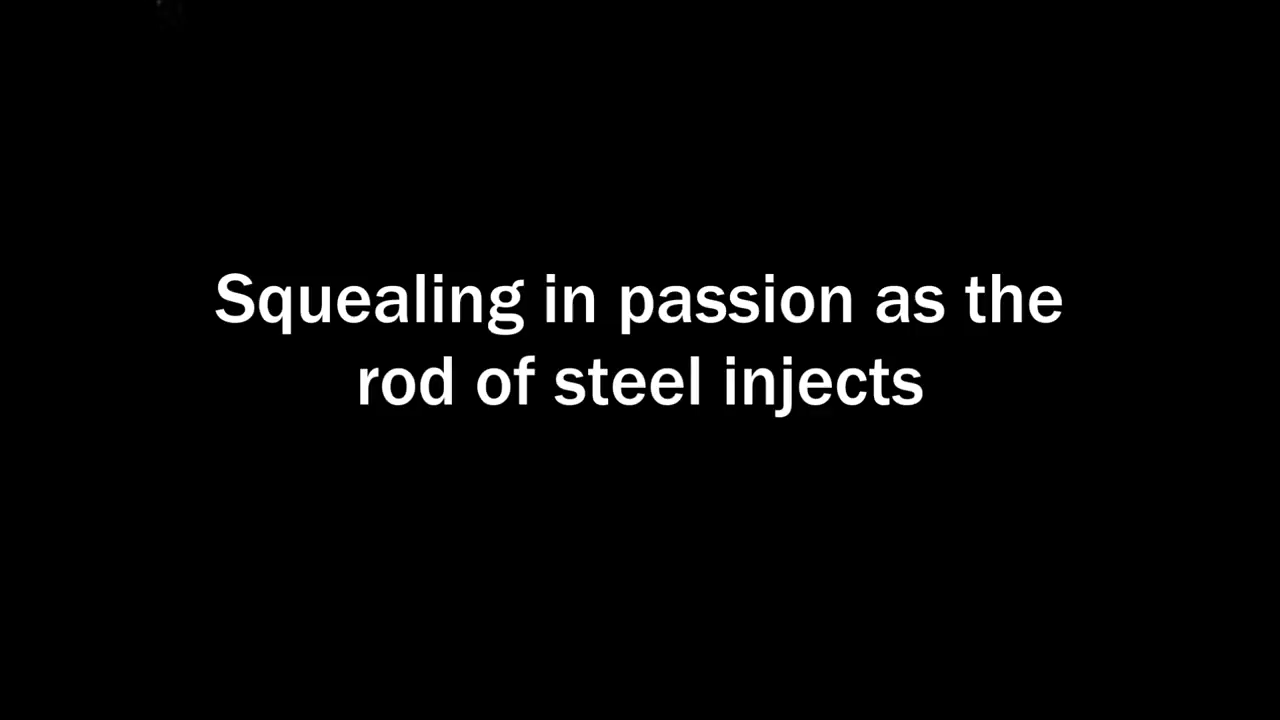 Squealing in passion as the
rod of steel injects